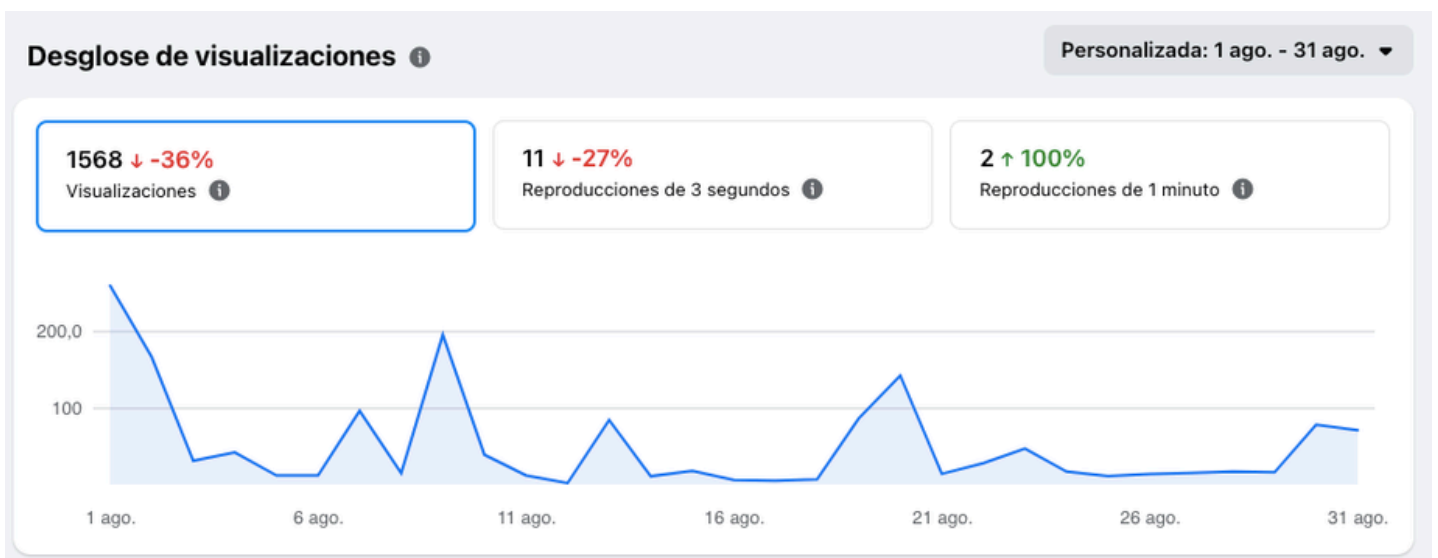 Desglose de visualizaciones
Personalizada: 1 ago. - 31 ago.
1568 ↓ -36%
Visualizaciones
11 ↓ -27%
Reproducciones de 3 segundos
2 ↑ 100%
Reproducciones de 1 minuto
200,0
100
1 ago. 6 ago. 11 ago. 16 ago. 21 ago. 26 ago. 31 ago.